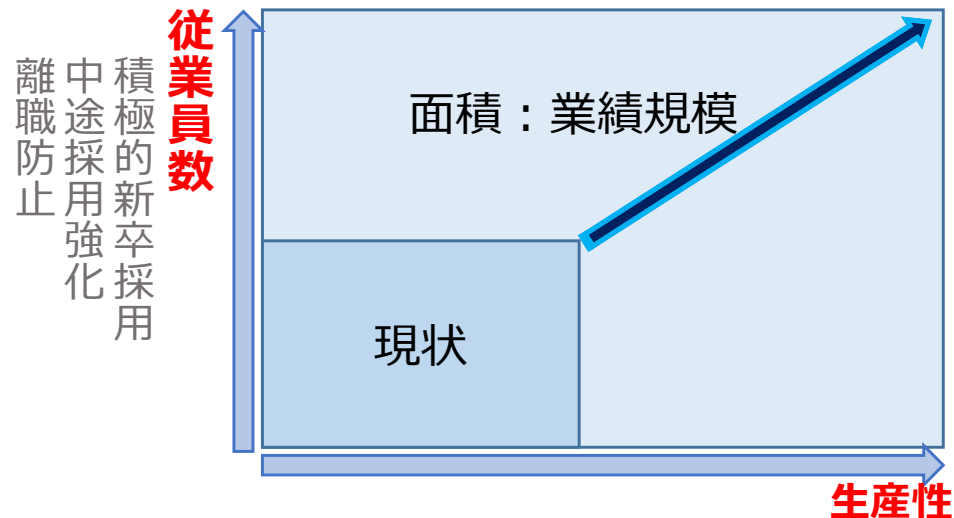 従業員数
積極的新卒採用
中途採用強化
離職防止
面積：業績規模
現状
生産性